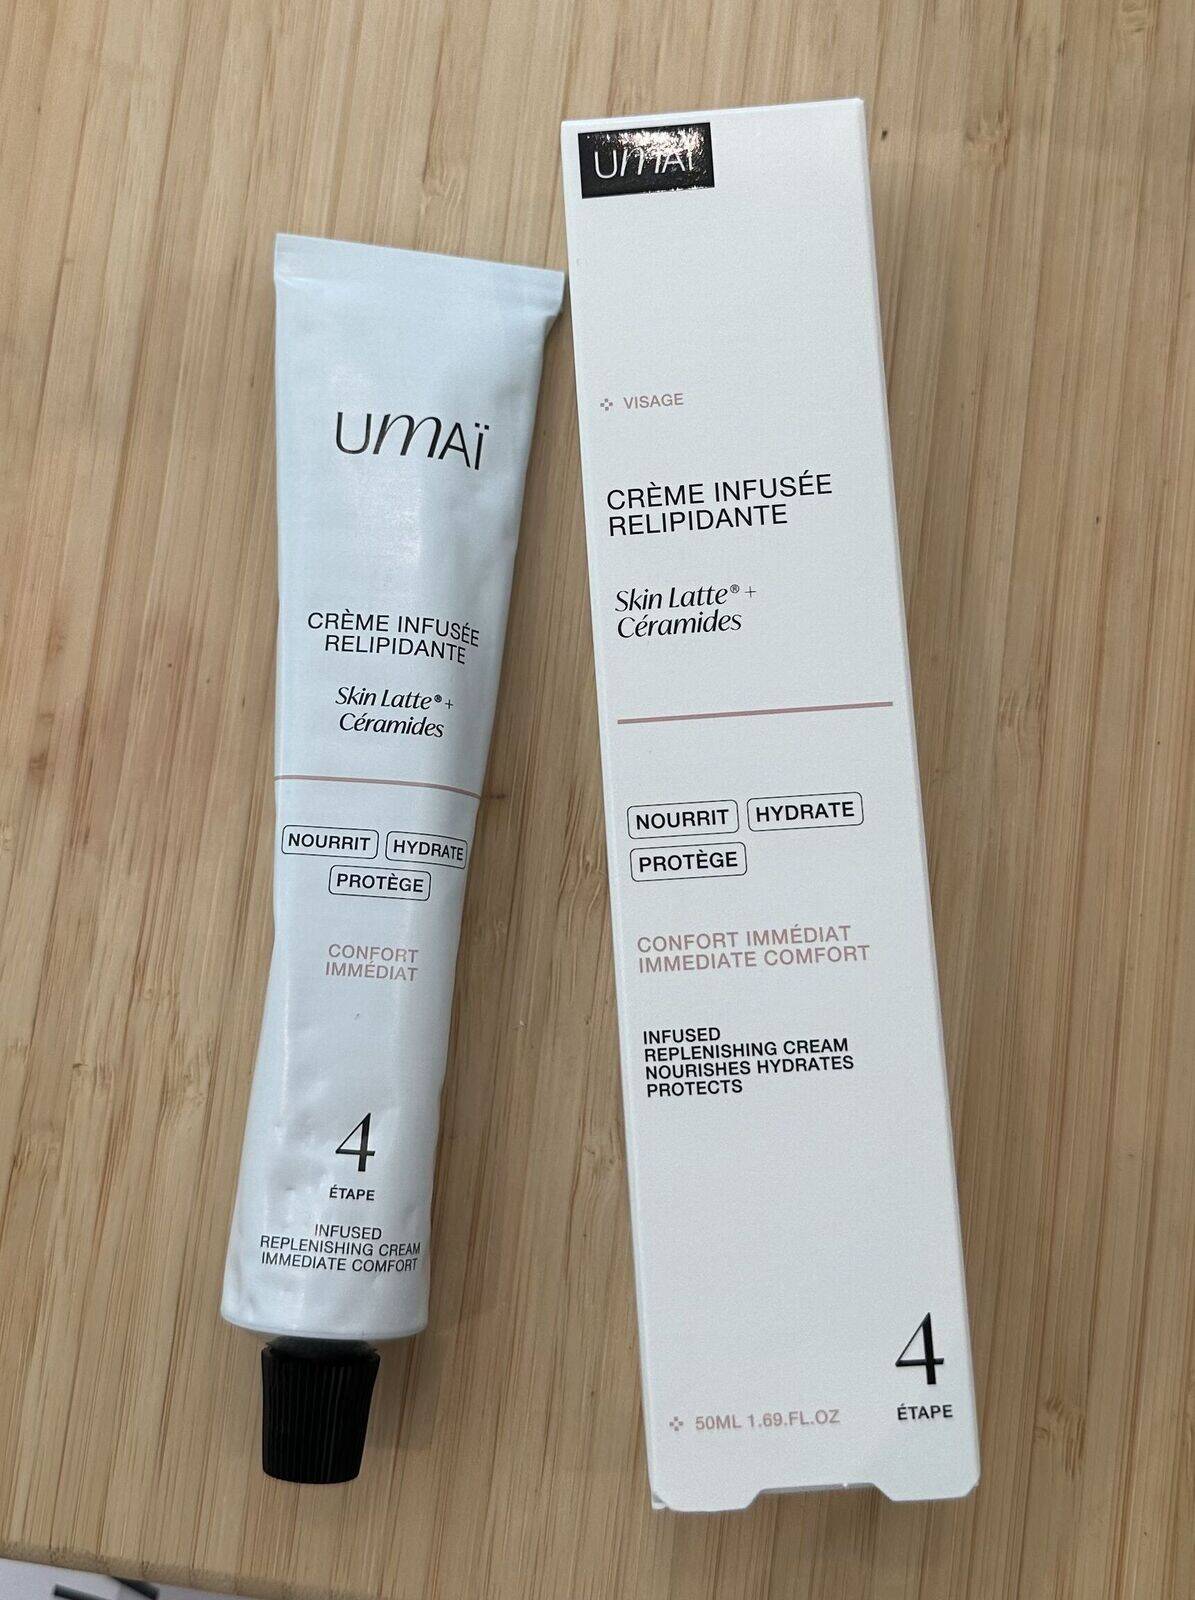 UMAÏ
CRÈME INFUSÉE
RELIPIDANTE
Skin Latte® +
Céramides
NOURRIT HYDRATE
PROTÈGE
CONFORT
IMMÉDIAT
4
ÉTAPE
INFUSED
REPLENISHING CREAM
IMMEDIATE COMFORT
UMAÏ
VISAGE
CRÈME INFUSÉE
RELIPIDANTE
Skin Latte® +
Céramides
NOURRIT HYDRATE
PROTÈGE
CONFORT IMMÉDIAT
IMMEDIATE COMFORT
INFUSED
REPLENISHING CREAM
NOURISHES HYDRATES
PROTECTS
4
50ML 1.69.FL.OZ ÉTAPE